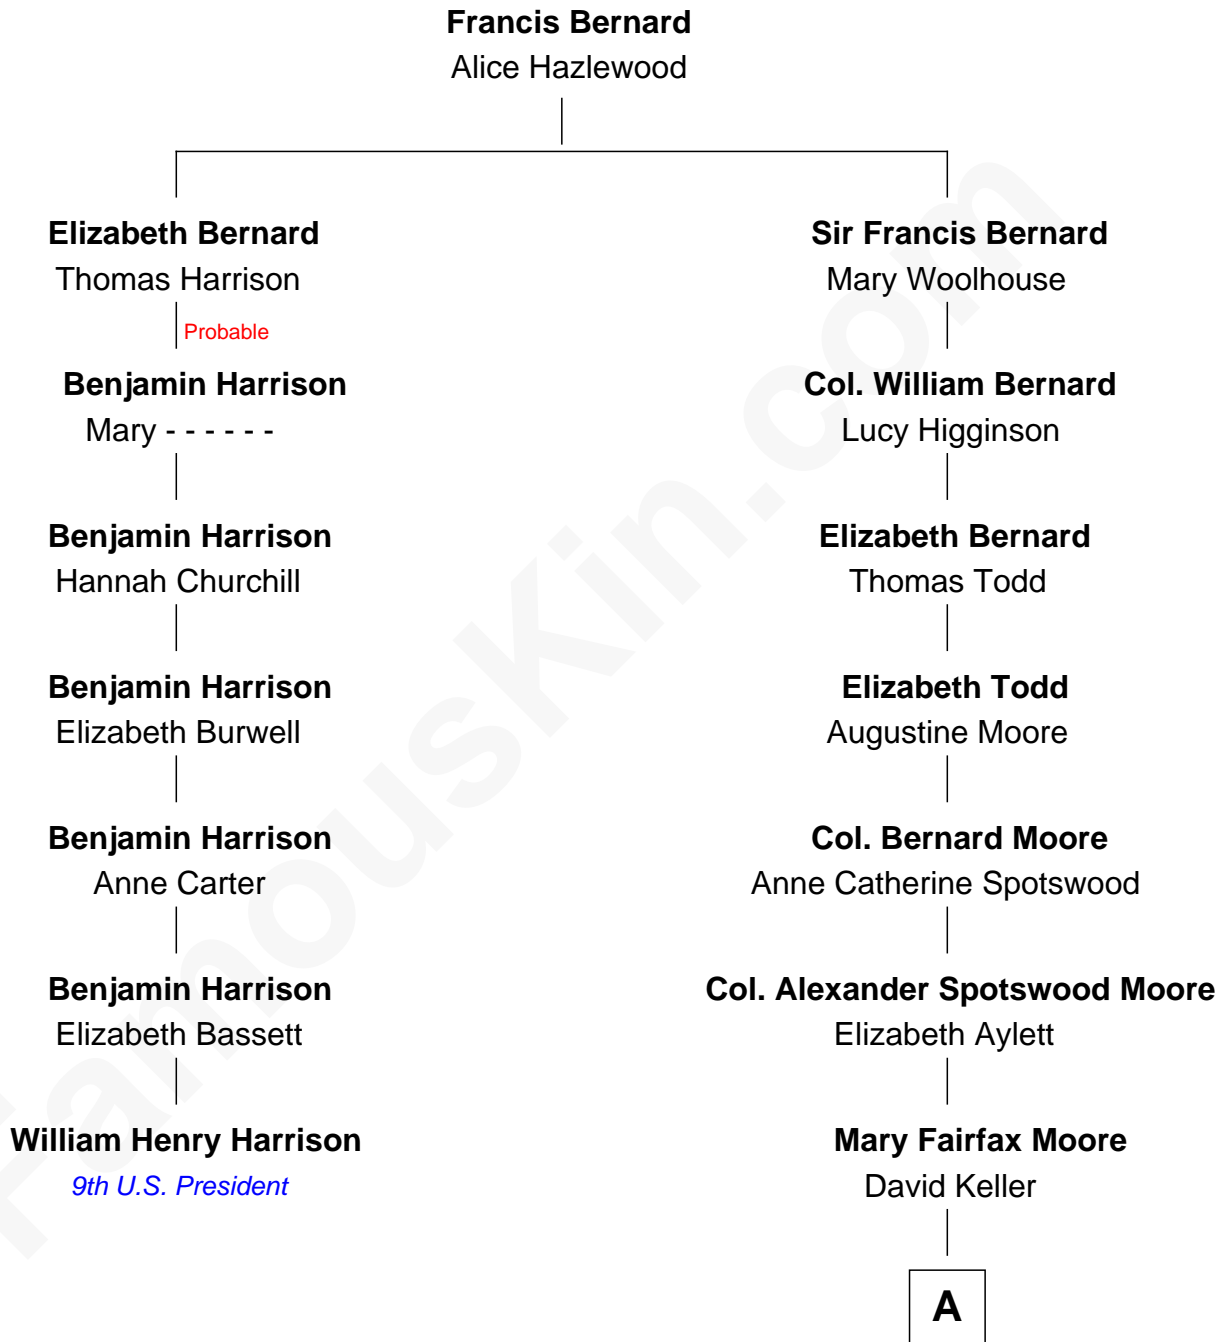 Francis Bernard
Alice Hazlewood
Elizabeth Bernard
Thomas Harrison
Probable
Benjamin Harrison
Mary - - - - - -
Benjamin Harrison
Hannah Churchill
Benjamin Harrison
Elizabeth Burwell
Benjamin Harrison
Anne Carter
Benjamin Harrison
Elizabeth Bassett
William Henry Harrison
9th U.S. President
Sir Francis Bernard
Mary Woolhouse
Col. William Bernard
Lucy Higginson
Elizabeth Bernard
Thomas Todd
Elizabeth Todd
Augustine Moore
Col. Bernard Moore
Anne Catherine Spotswood
Col. Alexander Spotswood Moore
Elizabeth Aylett
Mary Fairfax Moore
David Keller
A
FamousKin.com